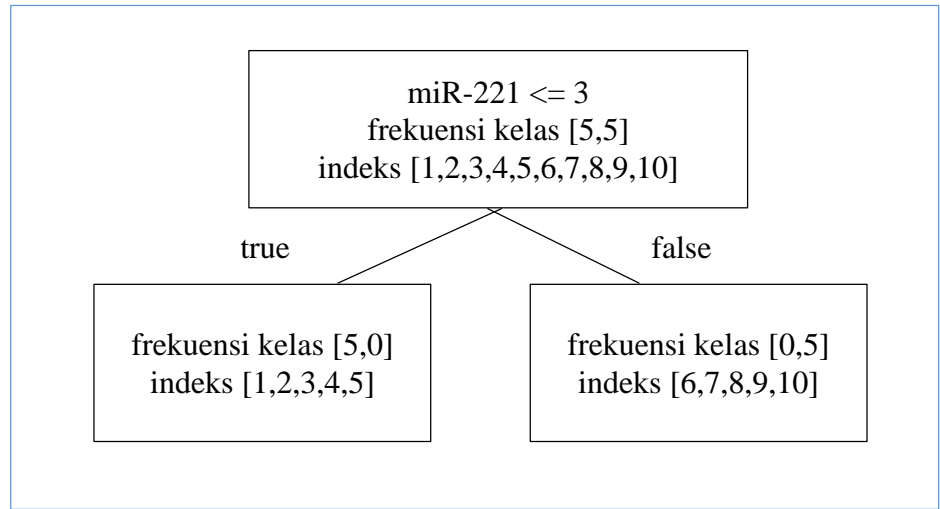 miR-221 <= 3
frekuensi kelas [5,5]
indeks [1,2,3,4,5,6,7,8,9,10]
true
false
frekuensi kelas [5,0]
indeks [1,2,3,4,5]
frekuensi kelas [0,5]
indeks [6,7,8,9,10]